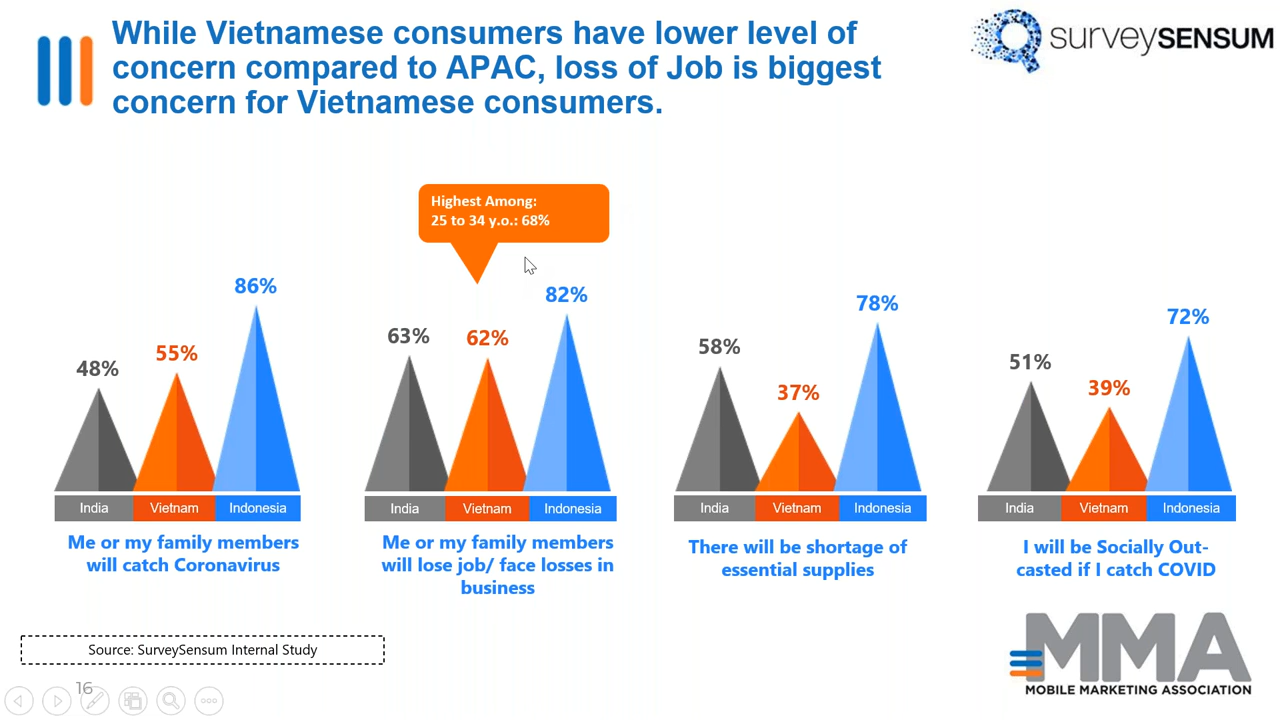 While Vietnamese consumers have lower level of
concern compared to APAC, loss of Job is biggest
concern for Vietnamese consumers.
surveySENSUM
Highest Among:
25 to 34 y.o.: 68%
48%
55%
86%
India
Vietnam
Indonesia
Me or my family members
will catch Coronavirus
63%
62%
82%
India
Vietnam
Indonesia
Me or my family members
will lose job/ face losses in
business
58%
37%
78%
India
Vietnam
Indonesia
There will be shortage of
essential supplies
51%
39%
72%
India
Vietnam
Indonesia
I will be Socially Out-
casted if I catch COVID
Source: SurveySensum Internal Study
16
MMA
MOBILE MARKETING ASSOCIATION